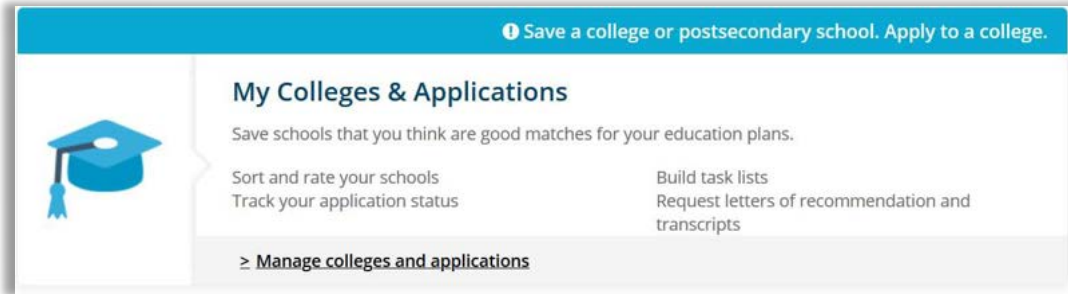 Save a college or postsecondary school. Apply to a college.
My Colleges & Applications
Save schools that you think are good matches for your education plans.
Sort and rate your schools
Track your application status
Build task lists
Request letters of recommendation and
transcripts
> Manage colleges and applications